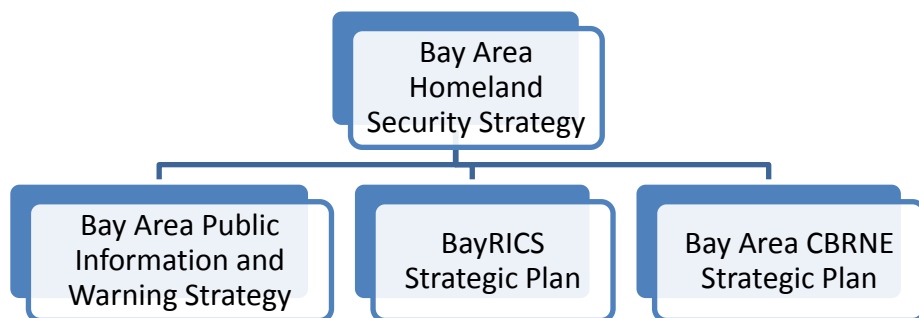 Bay Area
Homeland
Security Strategy
Bay Area Public
Information and
Warning Strategy
BayRICS
Strategic Plan
Bay Area CBRNE
Strategic Plan